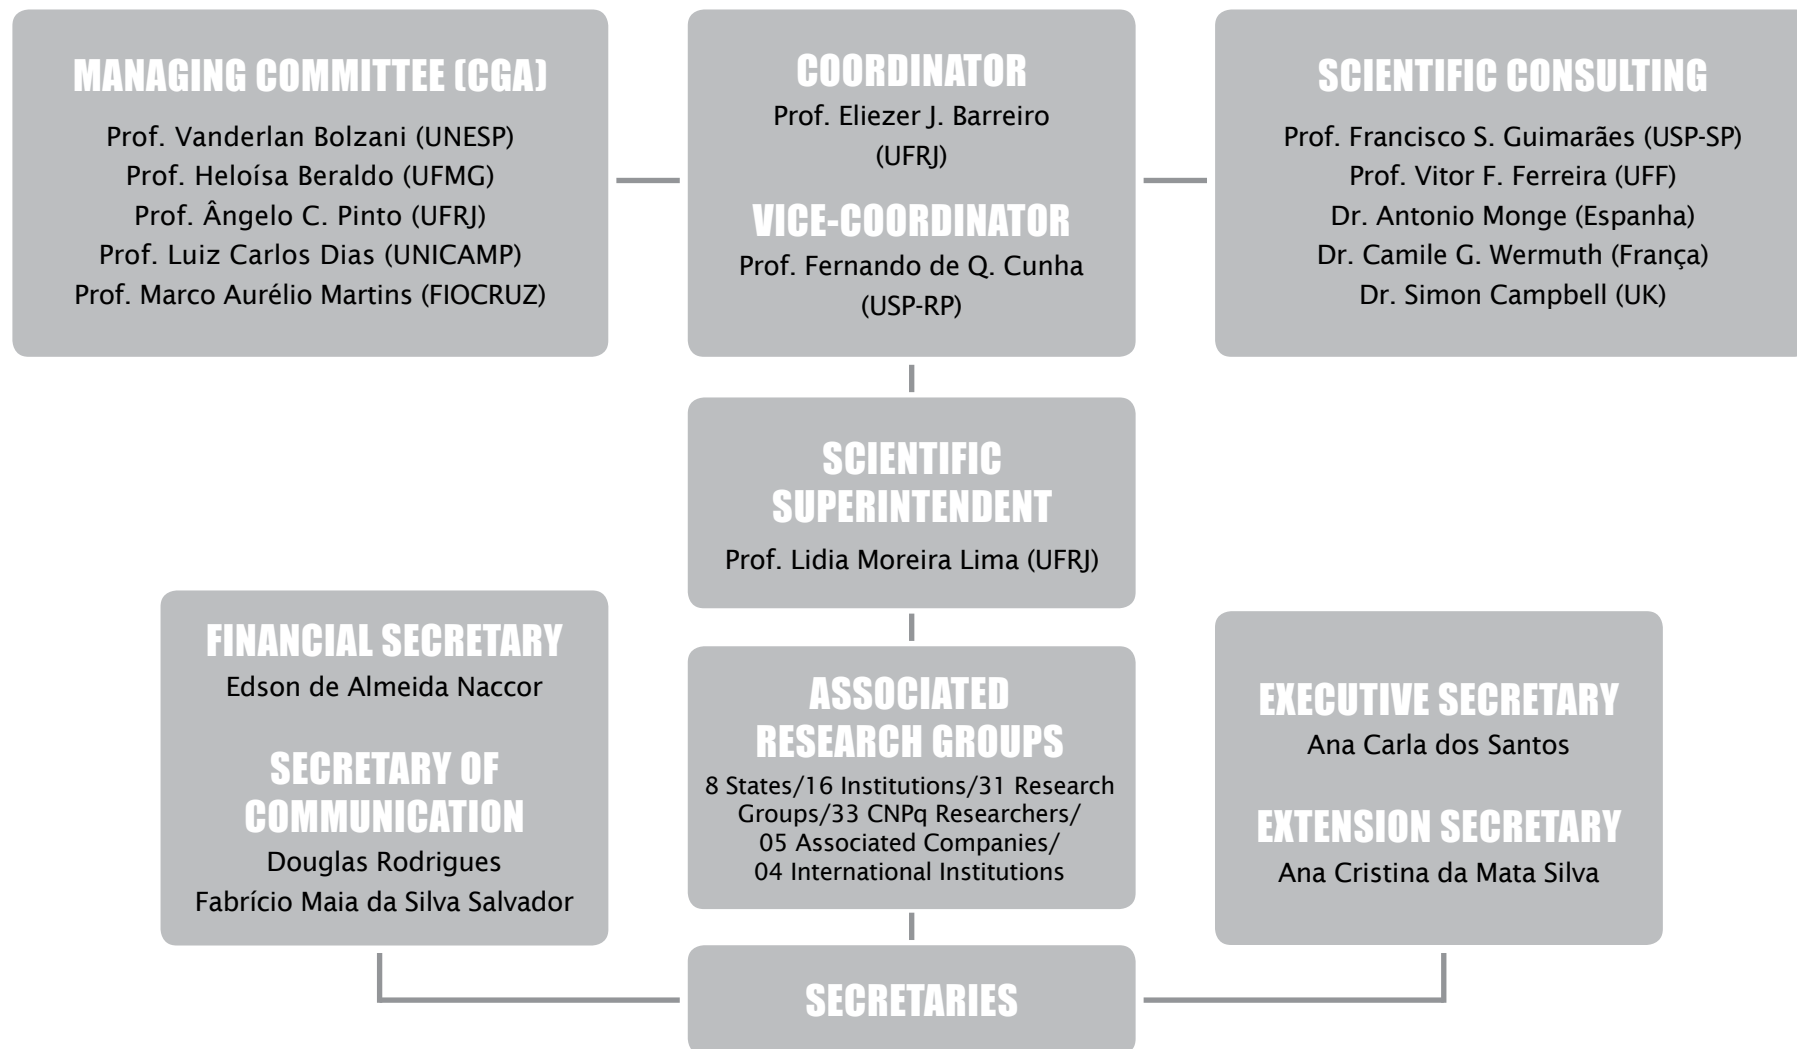 MANAGING COMMITTEE (CGA)
Prof. Vanderlan Bolzani (UNESP)
Prof. Heloísa Beraldo (UFMG)
Prof. Ângelo C. Pinto (UFRJ)
Prof. Luiz Carlos Dias (UNICAMP)
Prof. Marco Aurélio Martins (FIOCRUZ)
COORDINATOR
Prof. Eliezer J. Barreiro
(UFRJ)
VICE-COORDINATOR
Prof. Fernando de Q. Cunha
(USP-RP)
SCIENTIFIC CONSULTING
Prof. Francisco S. Guimarães (USP-SP)
Prof. Vitor F. Ferreira (UFF)
Dr. Antonio Monge (Espanha)
Dr. Camile G. Wermuth (França)
Dr. Simon Campbell (UK)
SCIENTIFIC
SUPERINTENDENT
Prof. Lidia Moreira Lima (UFRJ)
FINANCIAL SECRETARY
Edson de Almeida Naccor
SECRETARY OF
COMMUNICATION
Douglas Rodrigues
Fabrício Maia da Silva Salvador
ASSOCIATED
RESEARCH GROUPS
8 States/16 Institutions/31 Research
Groups/33 CNPq Researchers/
05 Associated Companies/
04 International Institutions
EXECUTIVE SECRETARY
Ana Carla dos Santos
EXTENSION SECRETARY
Ana Cristina da Mata Silva
SECRETARIES